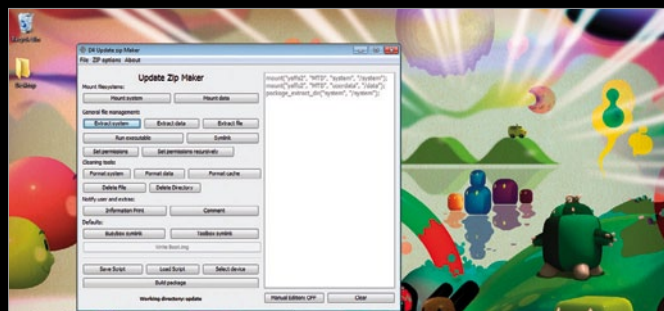 Recycle Bin
Desktop
D4 Update zip Maker
File ZIP options About
Update Zip Maker
Mount filesystems:
Mount system Mount data
General file management:
Extract system Extract data Extract file
Run executable Symlink
Set permissions Set permissions recursively
Cleaning tools:
Format system Format data Format cache
Delete File Delete Directory
Notify user and extras:
Information Print Comment
Defaults:
BusyBox symlink Toolbox symlink
Write Boot.img
Save Script Load Script Select device
Build package
Working directory: update
mount("yaffs2", "MTD", "system", "/system");
mount("yaffs2", "MTD", "userdata", "/data");
package_extract_dir("system", "/system");
Manual Edition: OFF Clear